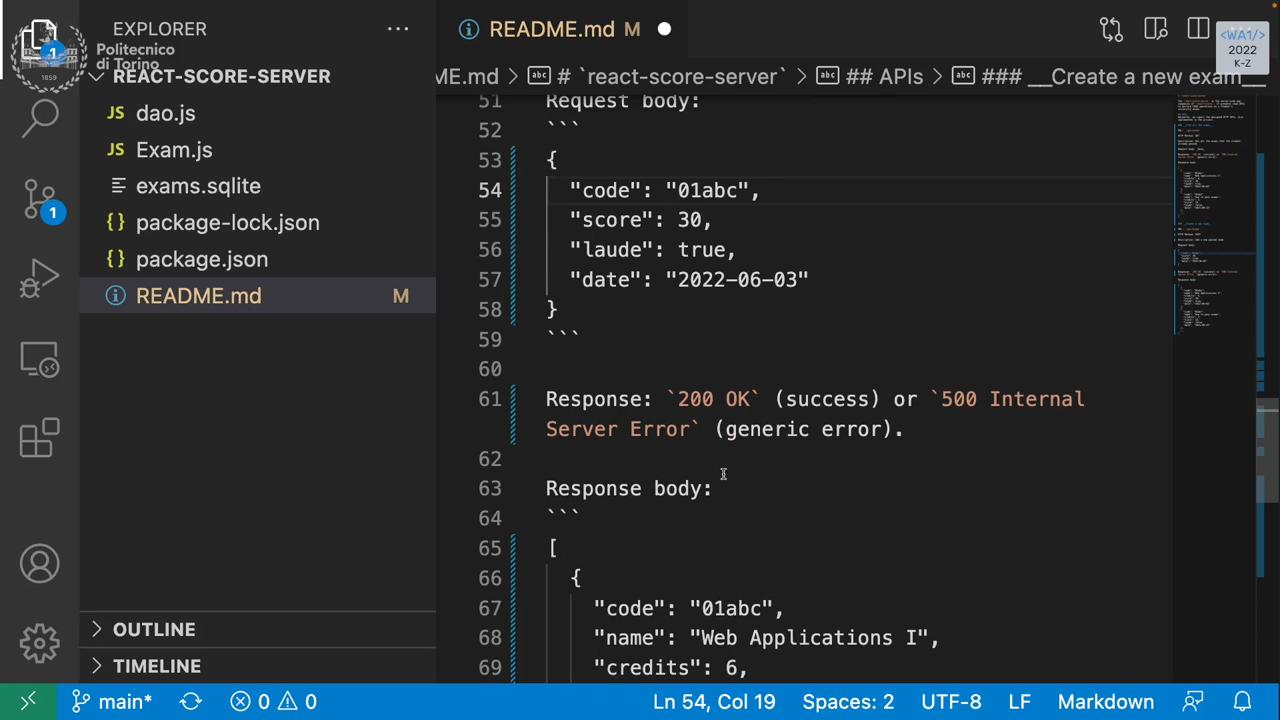 EXPLORER
README.md M
<WA1/>
2022
K-Z
Politecnico
di Torino
1859
1
REACT-SCORE-SERVER
ME.md > # `react-score-server` > ## APIs > ### __Create a new exam__
JS dao.js
JS Exam.js
exams.sqlite
{} package-lock.json
{} package.json
README.md M
1
51 Request body:
52 ```
53 {
54 "code": "01abc",
55 "score": 30,
56 "laude": true,
57 "date": "2022-06-03"
58 }
59 ```
60
61 Response: `200 OK` (success) or `500 Internal
Server Error` (generic error).
62
63 Response body:
64 ```
65 [
66 {
67 "code": "01abc",
68 "name": "Web Applications I",
69 "credits": 6,
OUTLINE
TIMELINE
main* 0 0 Ln 54, Col 19 Spaces: 2 UTF-8 LF Markdown